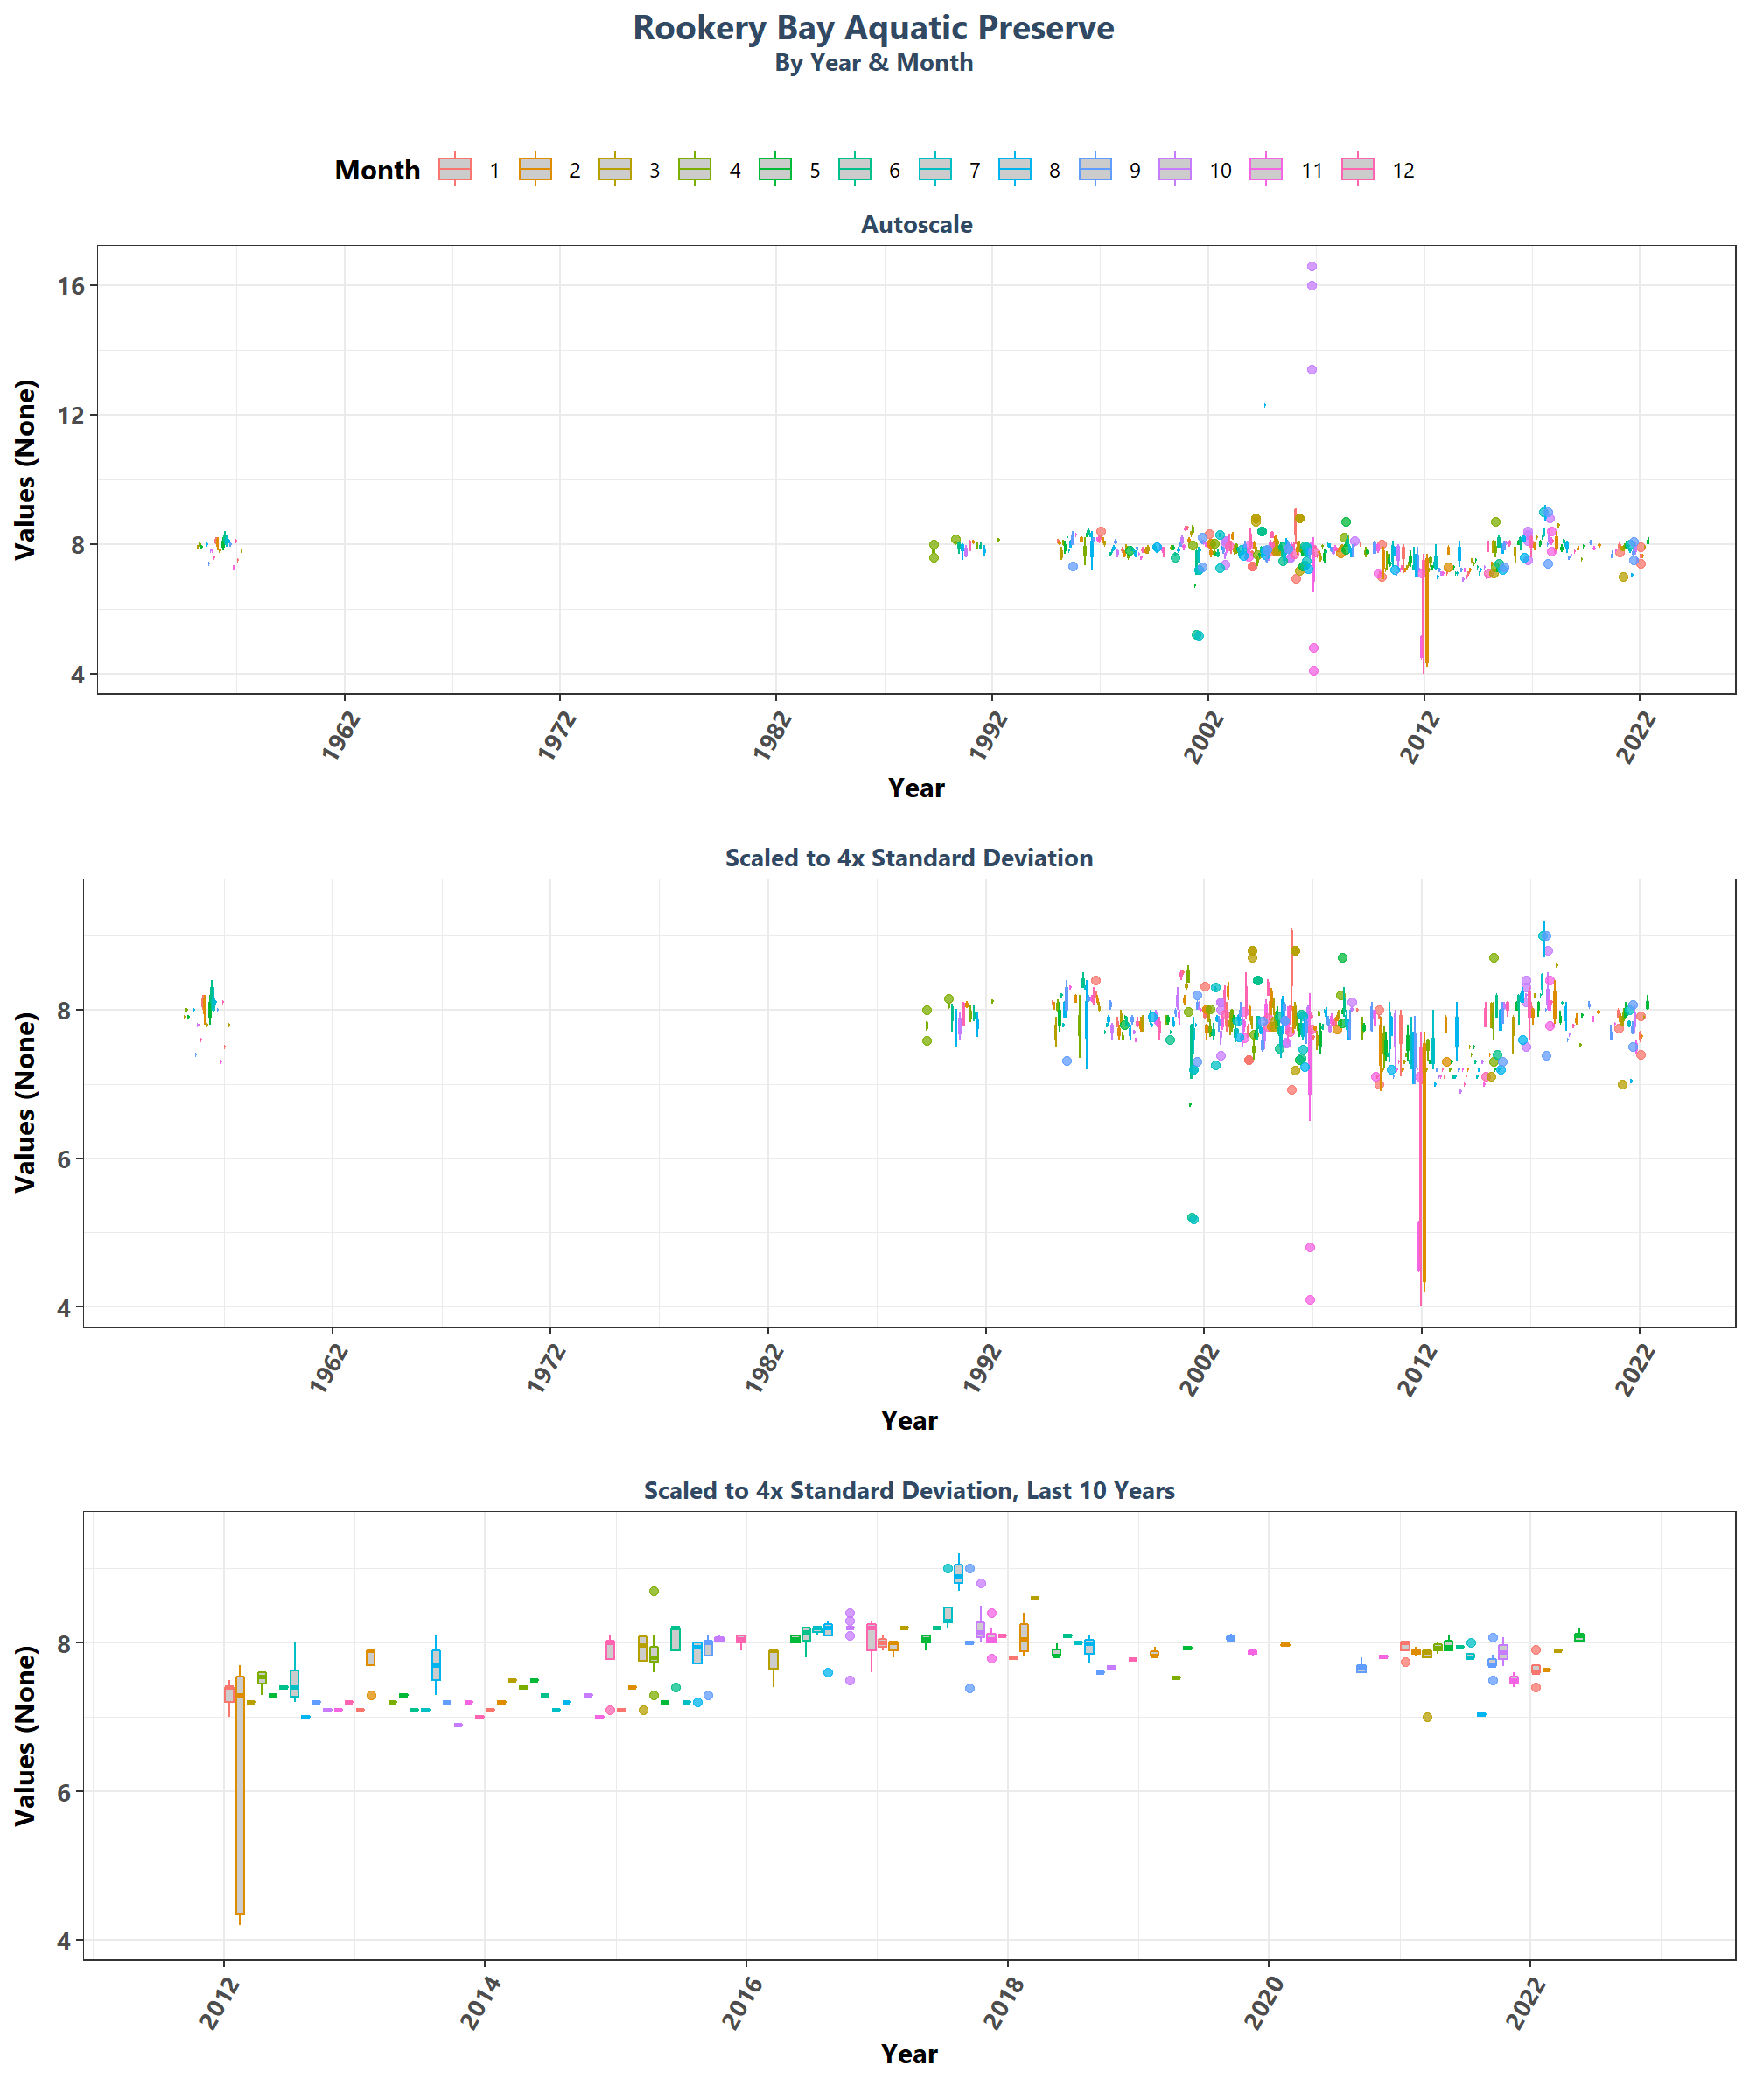 Rookery Bay Aquatic Preserve
By Year & Month
Month 1 2 3 4 5 6 7 8 9 10 11 12
Autoscale
Values (None)
16
12
8
4
1962 1972 1982 1992 2002 2012 2022
Year
Scaled to 4x Standard Deviation
Values (None)
8
6
4
1962 1972 1982 1992 2002 2012 2022
Year
Scaled to 4x Standard Deviation, Last 10 Years
Values (None)
8
6
4
2012 2014 2016 2018 2020 2022
Year